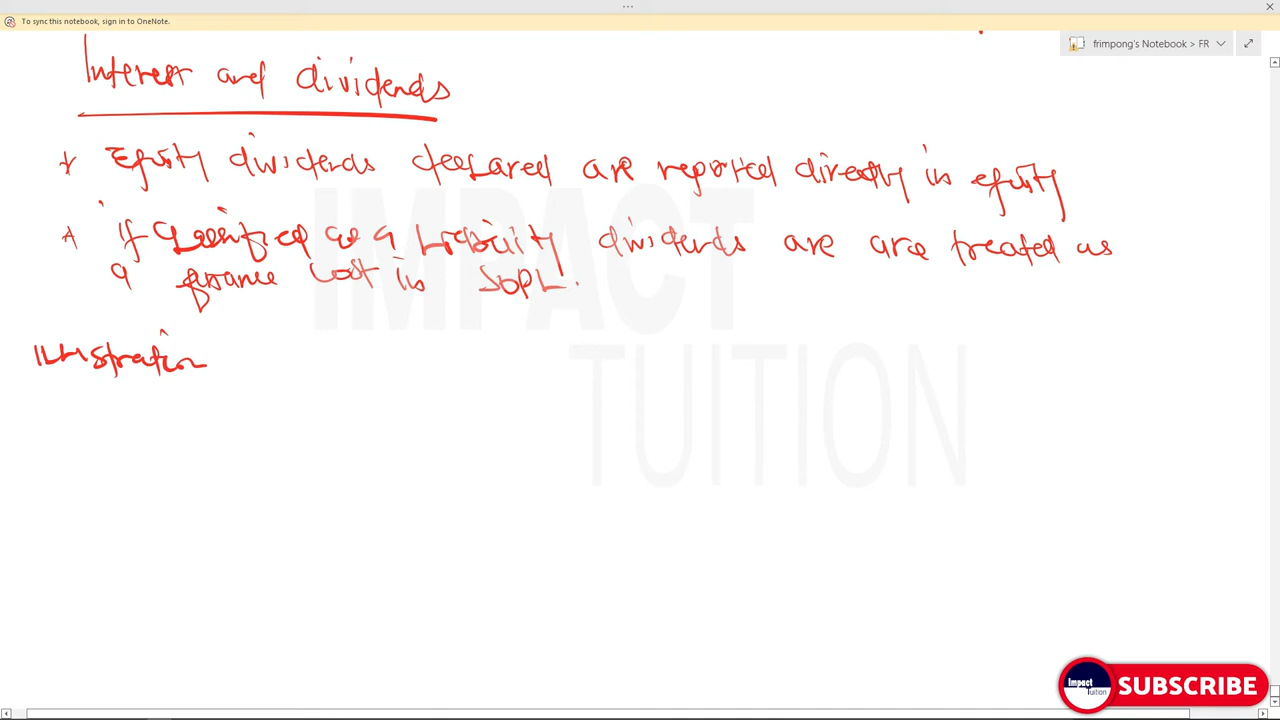 To sync this notebook, sign in to OneNote.
frimpong's Notebook > FR
Interest and dividends
Equity dividends declared are reported directly in equity
if classified as a Liability dividends are are treated as
a finance cost in SOPL.
Illustration
IMPACT
TUITION
Impact
Tuition
SUBSCRIBE